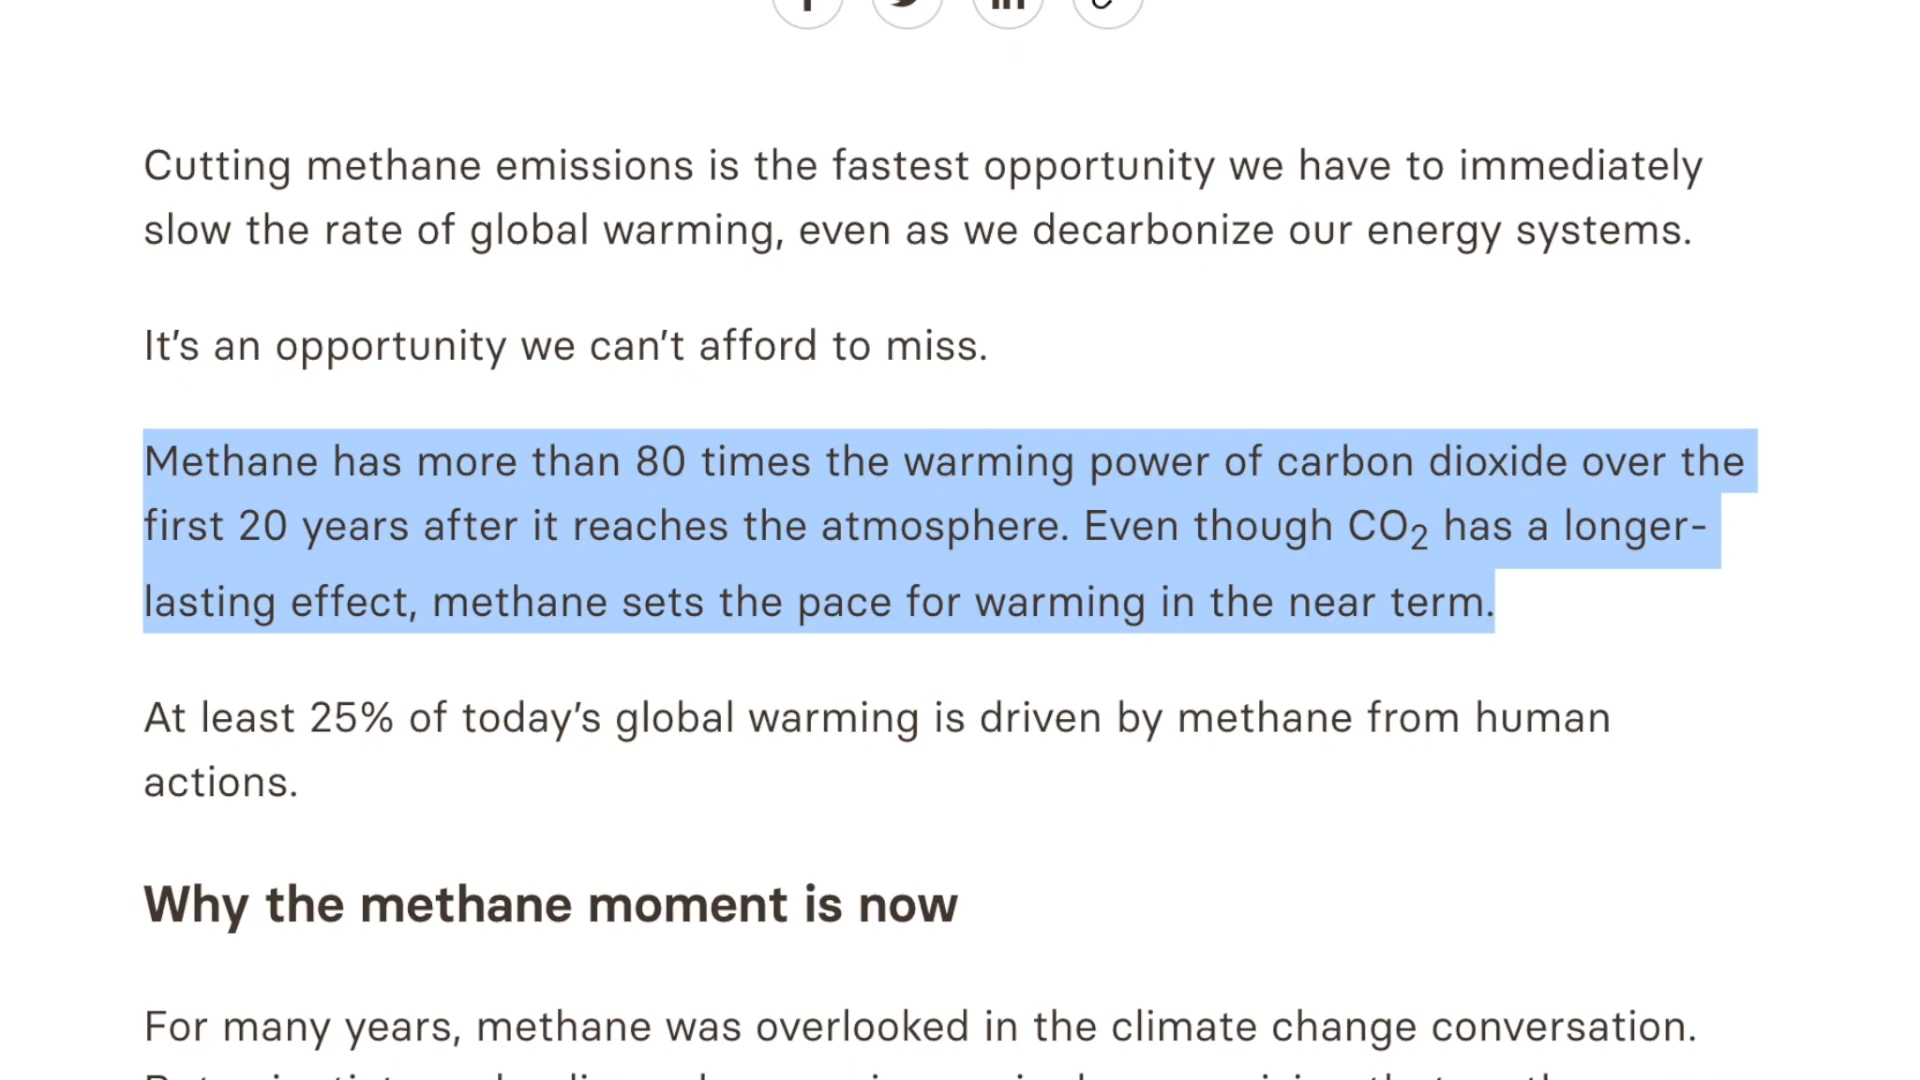 Cutting methane emissions is the fastest opportunity we have to immediately
slow the rate of global warming, even as we decarbonize our energy systems.
It’s an opportunity we can’t afford to miss.
Methane has more than 80 times the warming power of carbon dioxide over the
first 20 years after it reaches the atmosphere. Even though CO₂ has a longer-
lasting effect, methane sets the pace for warming in the near term.
At least 25% of today’s global warming is driven by methane from human
actions.
Why the methane moment is now
For many years, methane was overlooked in the climate change conversation.